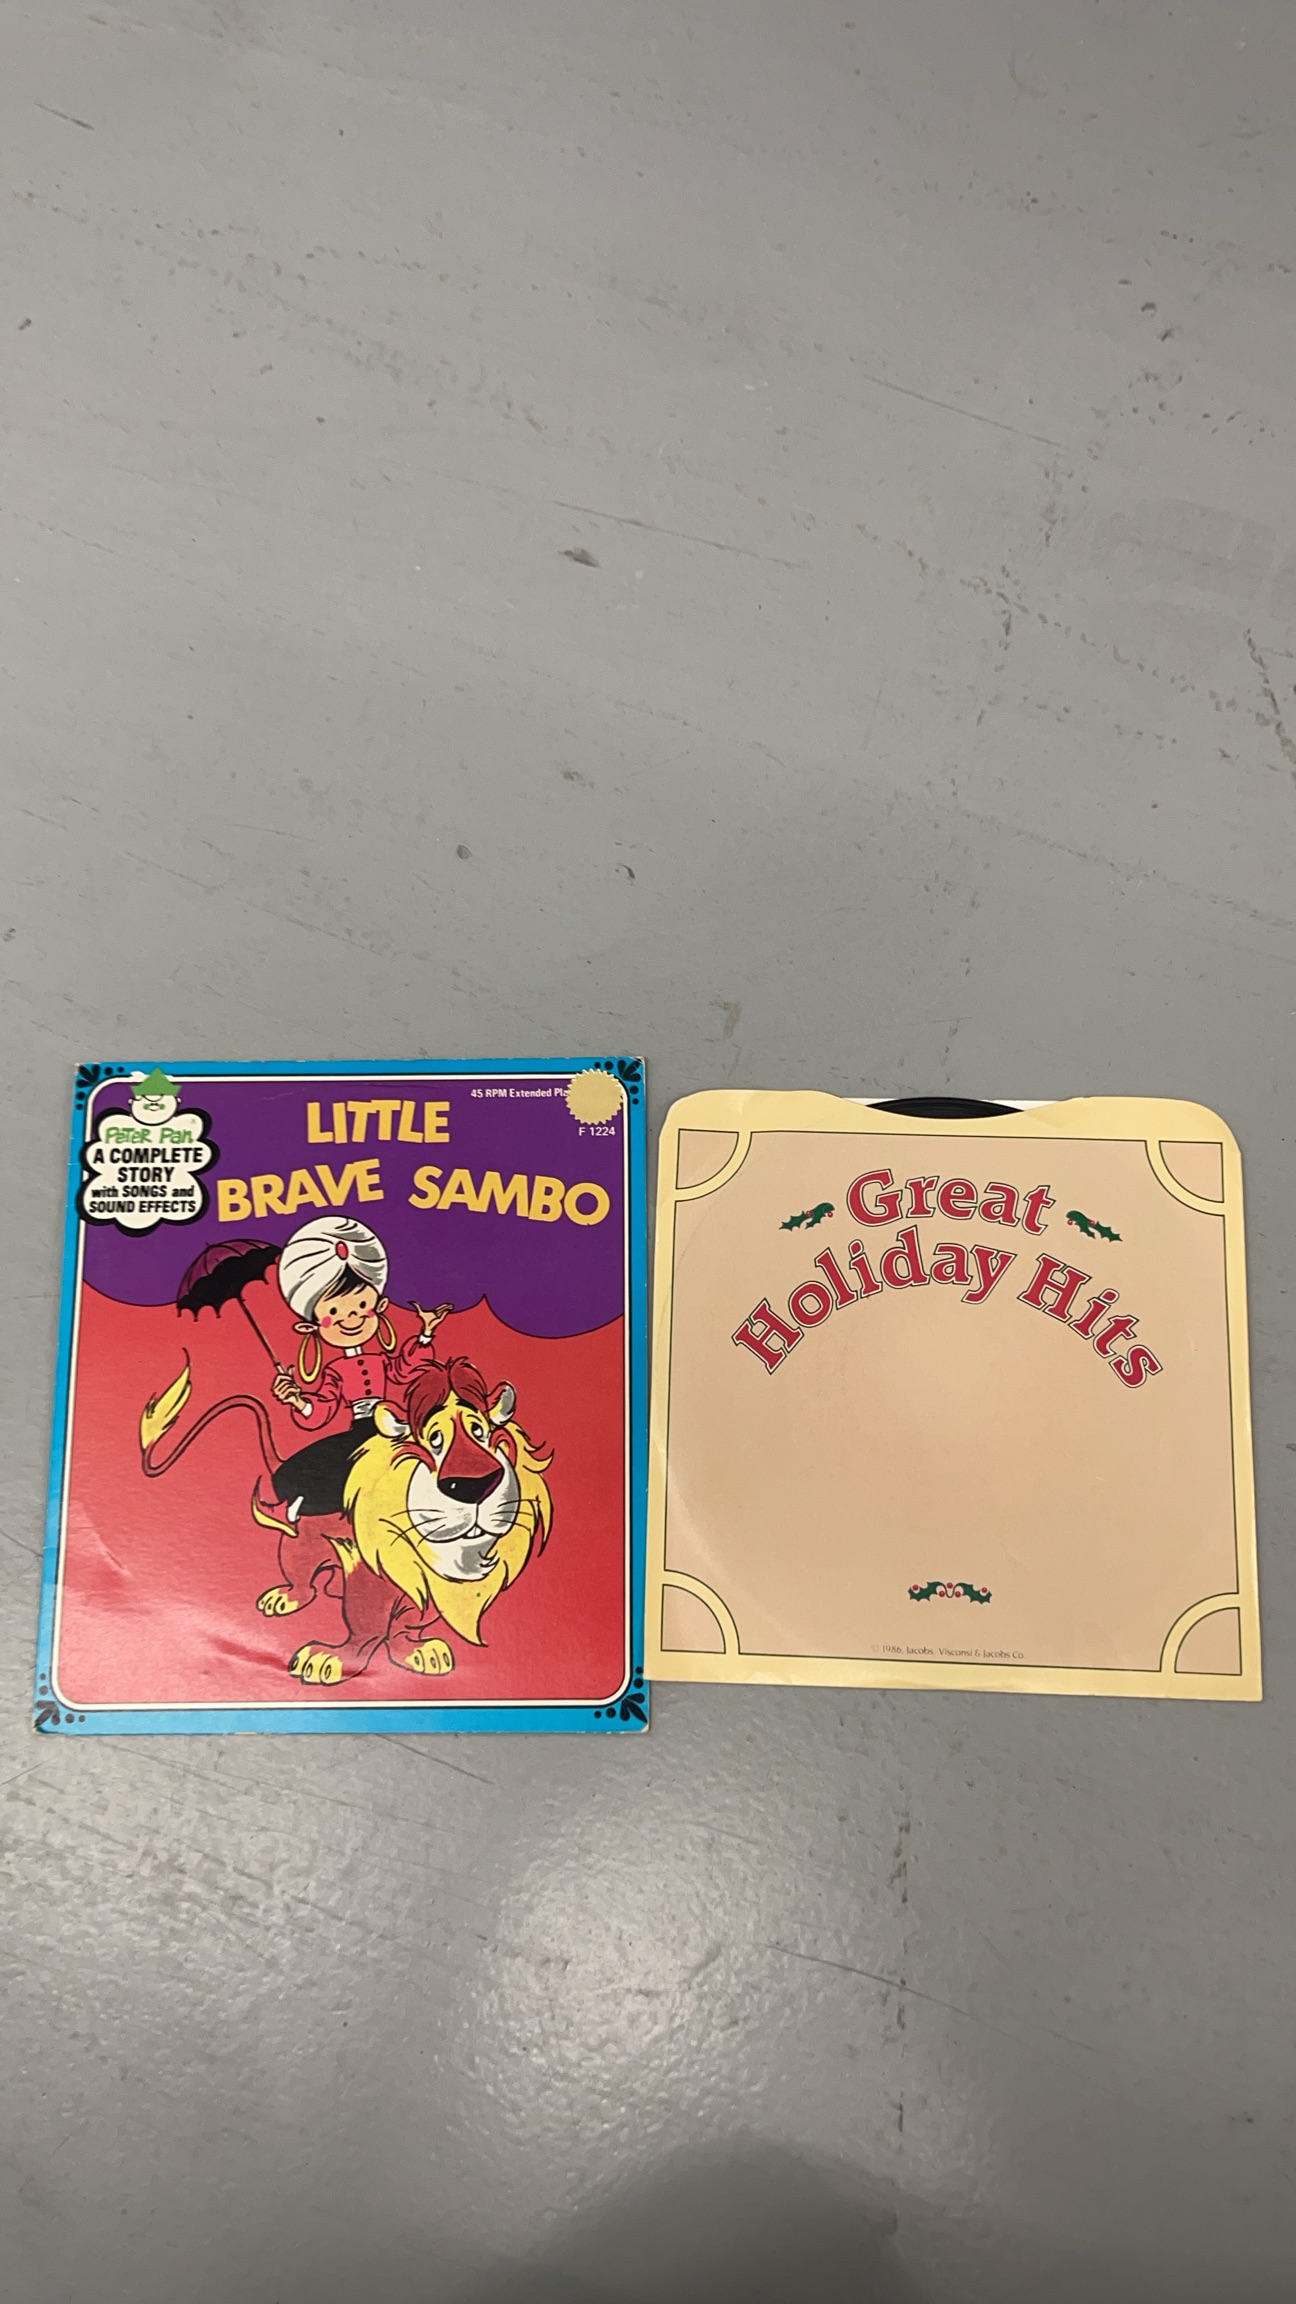 Peter Pan
A COMPLETE
STORY
with SONGS and
SOUND EFFECTS
45 RPM Extended
F 1224
LITTLE
BRAVE SAMBO
Great
Holiday Hits
© 1986, Jacobs, Visconsi & Jacobs Co.